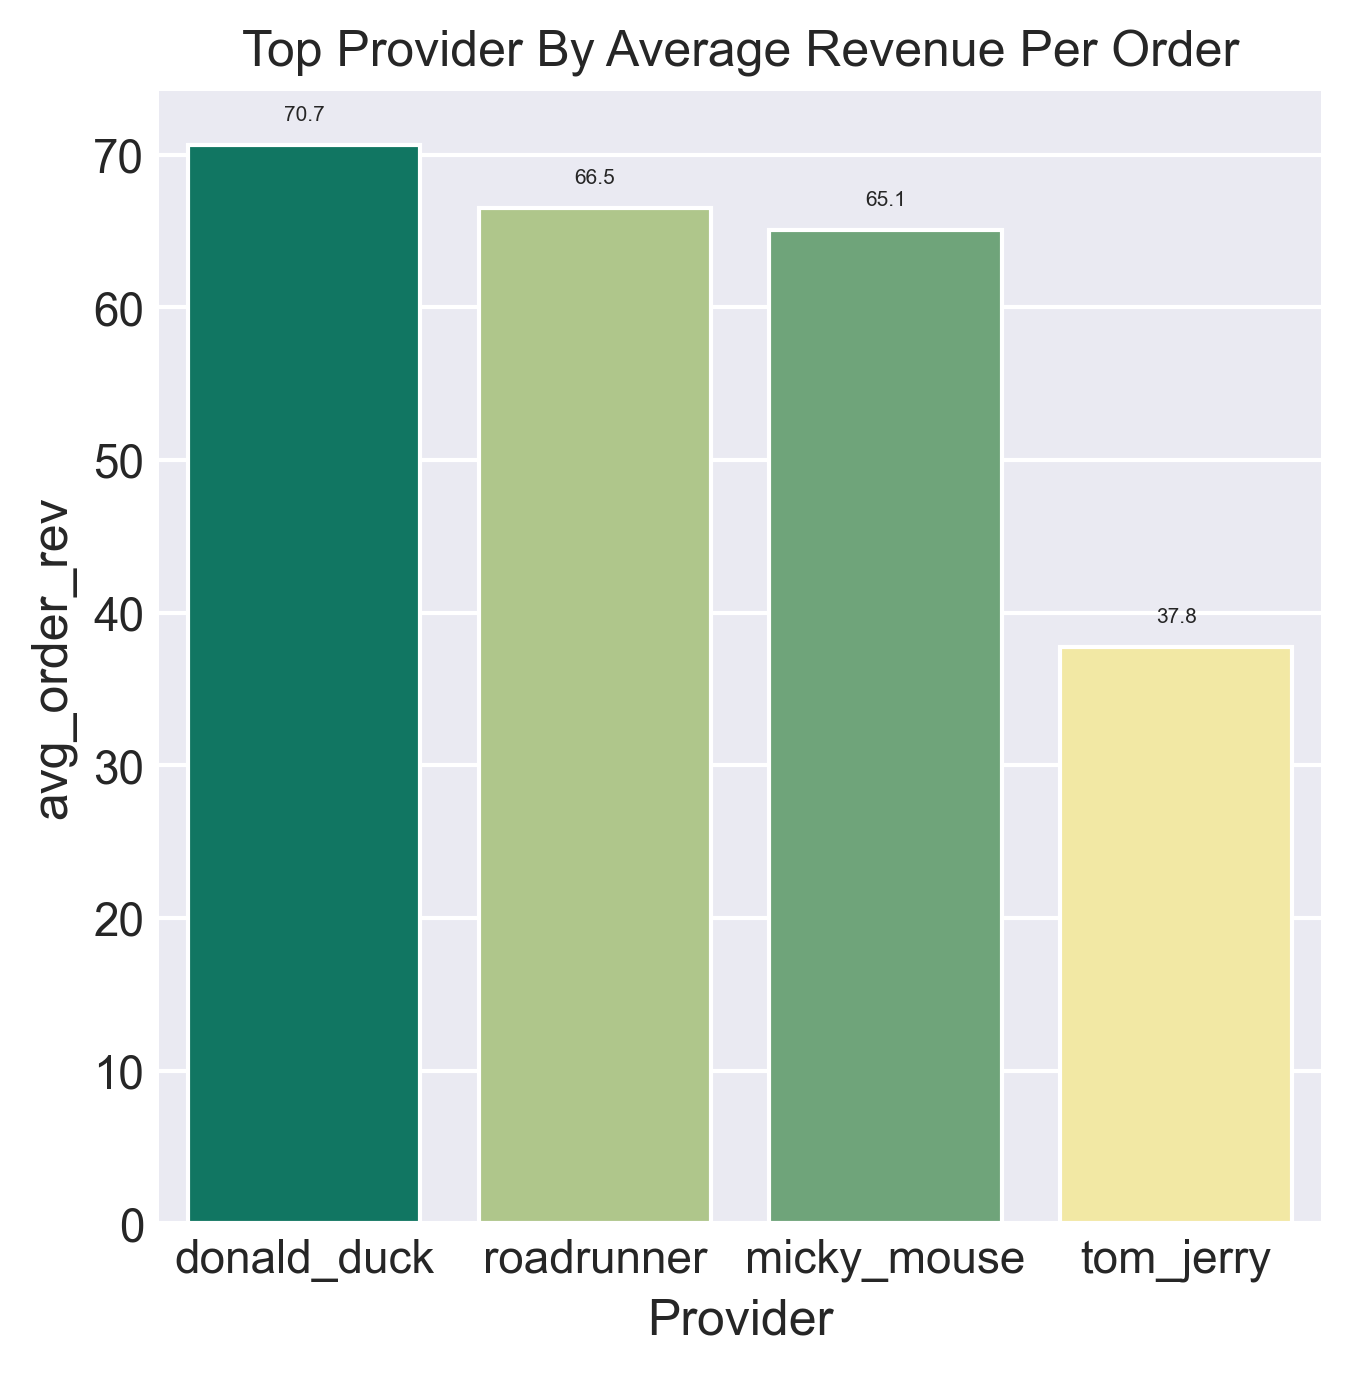 Top Provider By Average Revenue Per Order
70.7
66.5
65.1
37.8
70
60
50
40
30
20
10
0
avg_order_rev
donald_duck
roadrunner
micky_mouse
tom_jerry
Provider